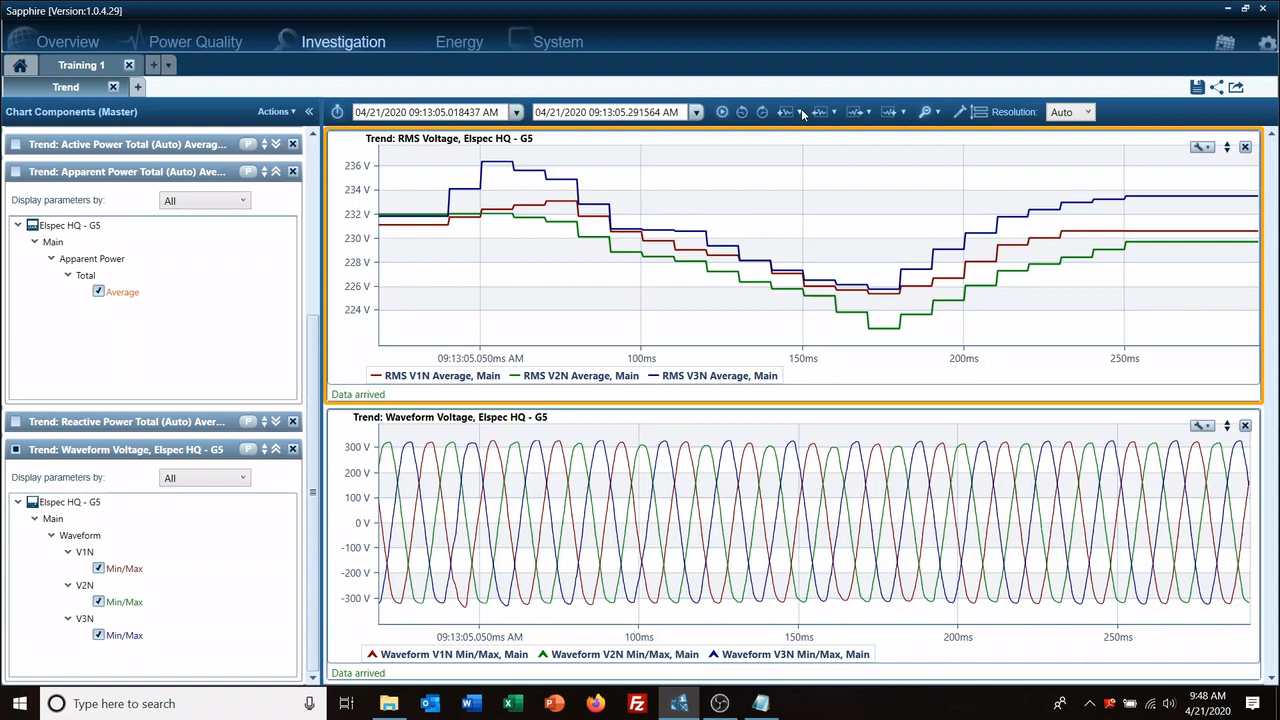 Sapphire [Version:1.0.4.29]
Overview Power Quality Investigation Energy System
Training 1
Trend
Chart Components (Master) Actions
04/21/2020 09:13:05.018437 AM 04/21/2020 09:13:05.291564 AM Resolution: Auto
Trend: Active Power Total (Auto) Averag... P
Trend: Apparent Power Total (Auto) Ave... P
Display parameters by: All
Elspec HQ - G5
Main
Apparent Power
Total
Average
Trend: Reactive Power Total (Auto) Aver... P
Trend: Waveform Voltage, Elspec HQ - G5 P
Display parameters by: All
Elspec HQ - G5
Main
Waveform
V1N
Min/Max
V2N
Min/Max
V3N
Min/Max
Trend: RMS Voltage, Elspec HQ - G5
236 V
234 V
232 V
230 V
228 V
226 V
224 V
09:13:05.050ms AM 100ms 150ms 200ms 250ms
RMS V1N Average, Main RMS V2N Average, Main RMS V3N Average, Main
Data arrived
Trend: Waveform Voltage, Elspec HQ - G5
300 V
200 V
100 V
0 V
-100 V
-200 V
-300 V
09:13:05.050ms AM 100ms 150ms 200ms 250ms
Waveform V1N Min/Max, Main Waveform V2N Min/Max, Main Waveform V3N Min/Max, Main
Data arrived
Type here to search
9:48 AM
4/21/2020